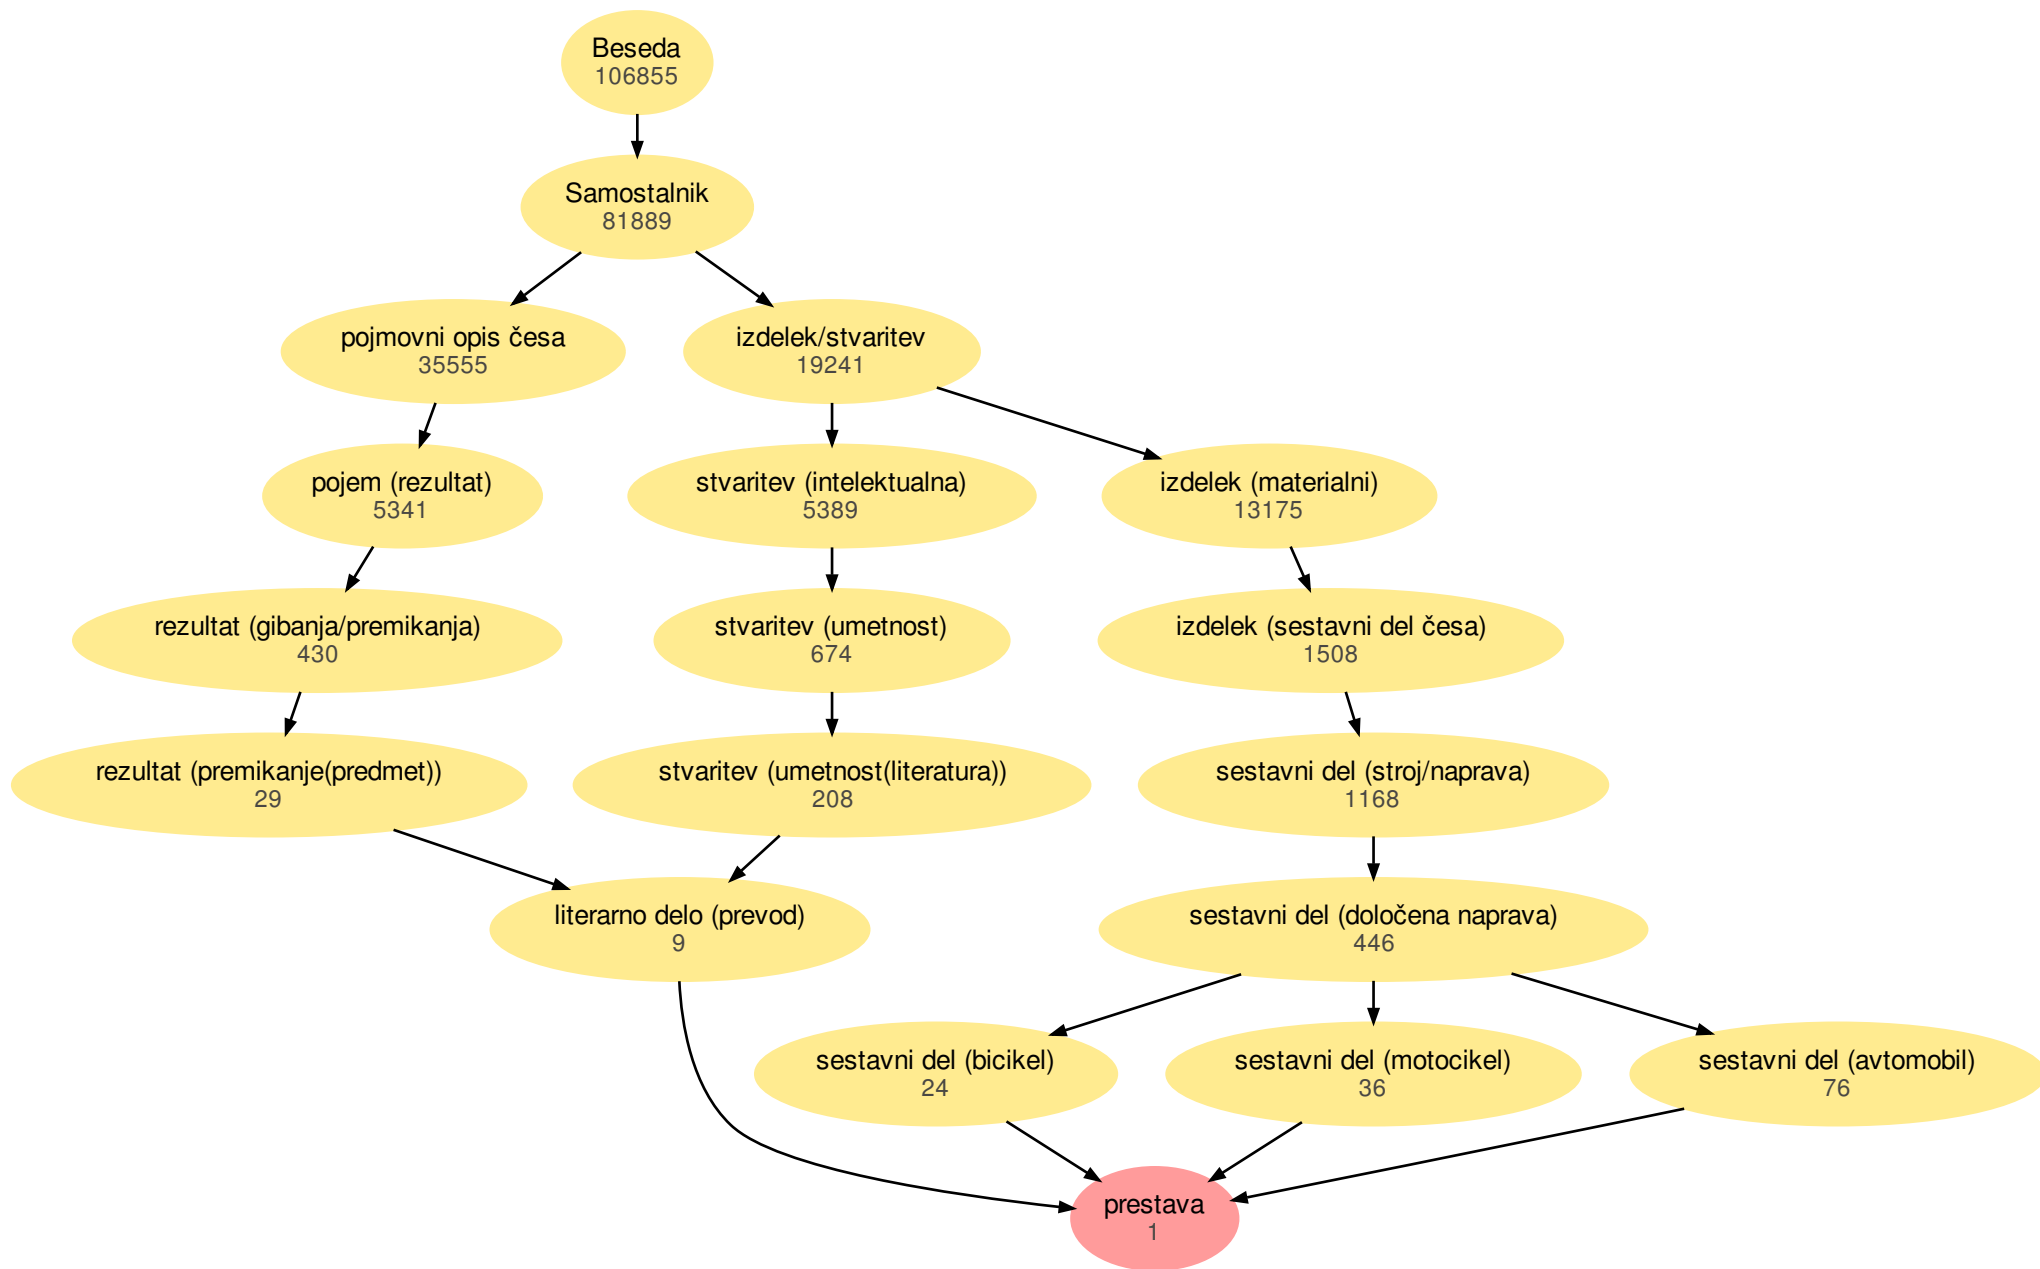 Beseda
106855
Samostalnik
81889
pojmovni opis česa
35555
izdelek/stvaritev
19241
pojem (rezultat)
5341
stvaritev (intelektualna)
5389
izdelek (materialni)
13175
rezultat (gibanja/premikanja)
430
stvaritev (umetnost)
674
izdelek (sestavni del česa)
1508
rezultat (premikanje(predmet))
29
stvaritev (umetnost(literatura))
208
sestavni del (stroj/naprava)
1168
literarno delo (prevod)
9
sestavni del (določena naprava)
446
sestavni del (bicikel)
24
sestavni del (motocikel)
36
sestavni del (avtomobil)
76
prestava
1